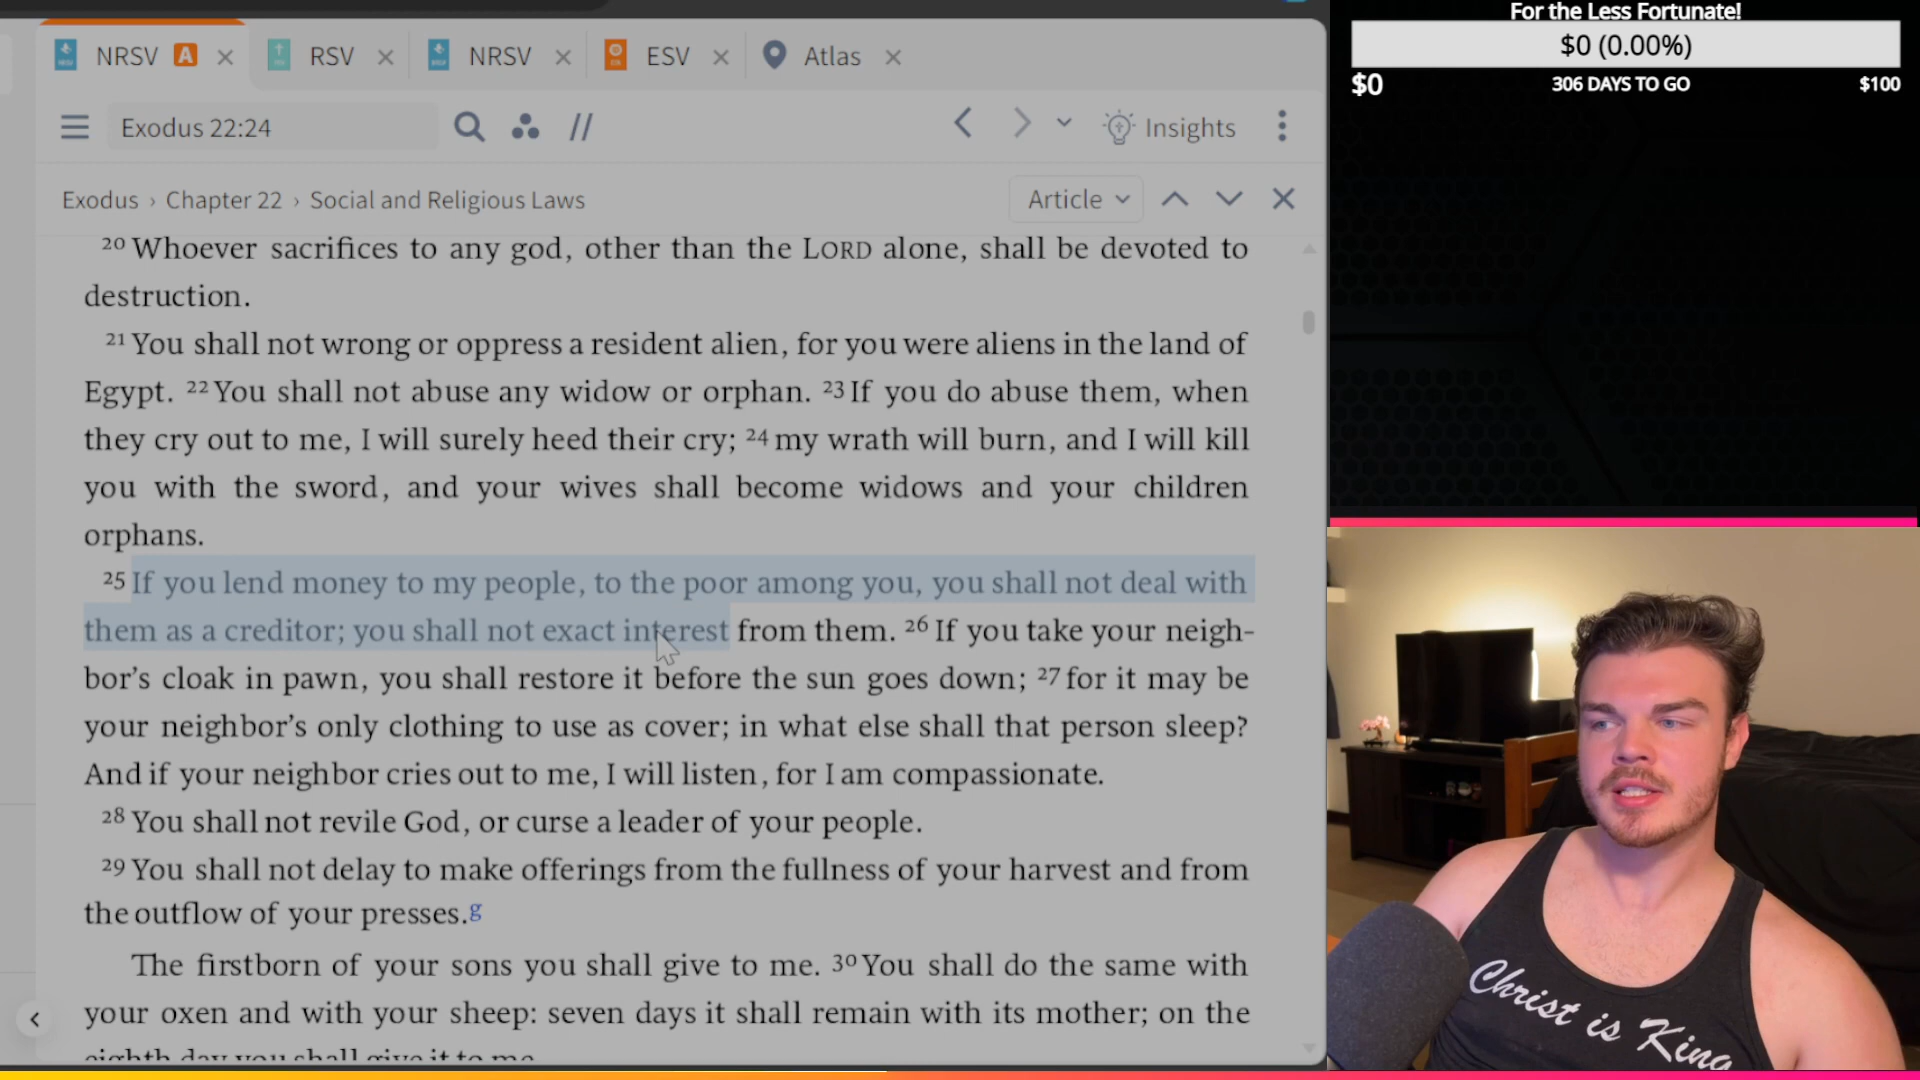 NRSV A
RSV
NRSV
ESV
Atlas
Exodus 22:24
Insights
Exodus › Chapter 22 › Social and Religious Laws
Article
20 Whoever sacrifices to any god, other than the LORD alone, shall be devoted to
destruction.
21 You shall not wrong or oppress a resident alien, for you were aliens in the land of
Egypt. 22 You shall not abuse any widow or orphan. 23 If you do abuse them, when
they cry out to me, I will surely heed their cry; 24 my wrath will burn, and I will kill
you with the sword, and your wives shall become widows and your children
orphans.
25 If you lend money to my people, to the poor among you, you shall not deal with
them as a creditor; you shall not exact interest from them. 26 If you take your neigh-
bor’s cloak in pawn, you shall restore it before the sun goes down; 27 for it may be
your neighbor’s only clothing to use as cover; in what else shall that person sleep?
And if your neighbor cries out to me, I will listen, for I am compassionate.
28 You shall not revile God, or curse a leader of your people.
29 You shall not delay to make offerings from the fullness of your harvest and from
the outflow of your presses.g
The firstborn of your sons you shall give to me. 30 You shall do the same with
your oxen and with your sheep: seven days it shall remain with its mother; on the
eighth day you shall give it to me.
For the Less Fortunate!
$0 (0.00%)
$0 306 DAYS TO GO $100
Christ is King